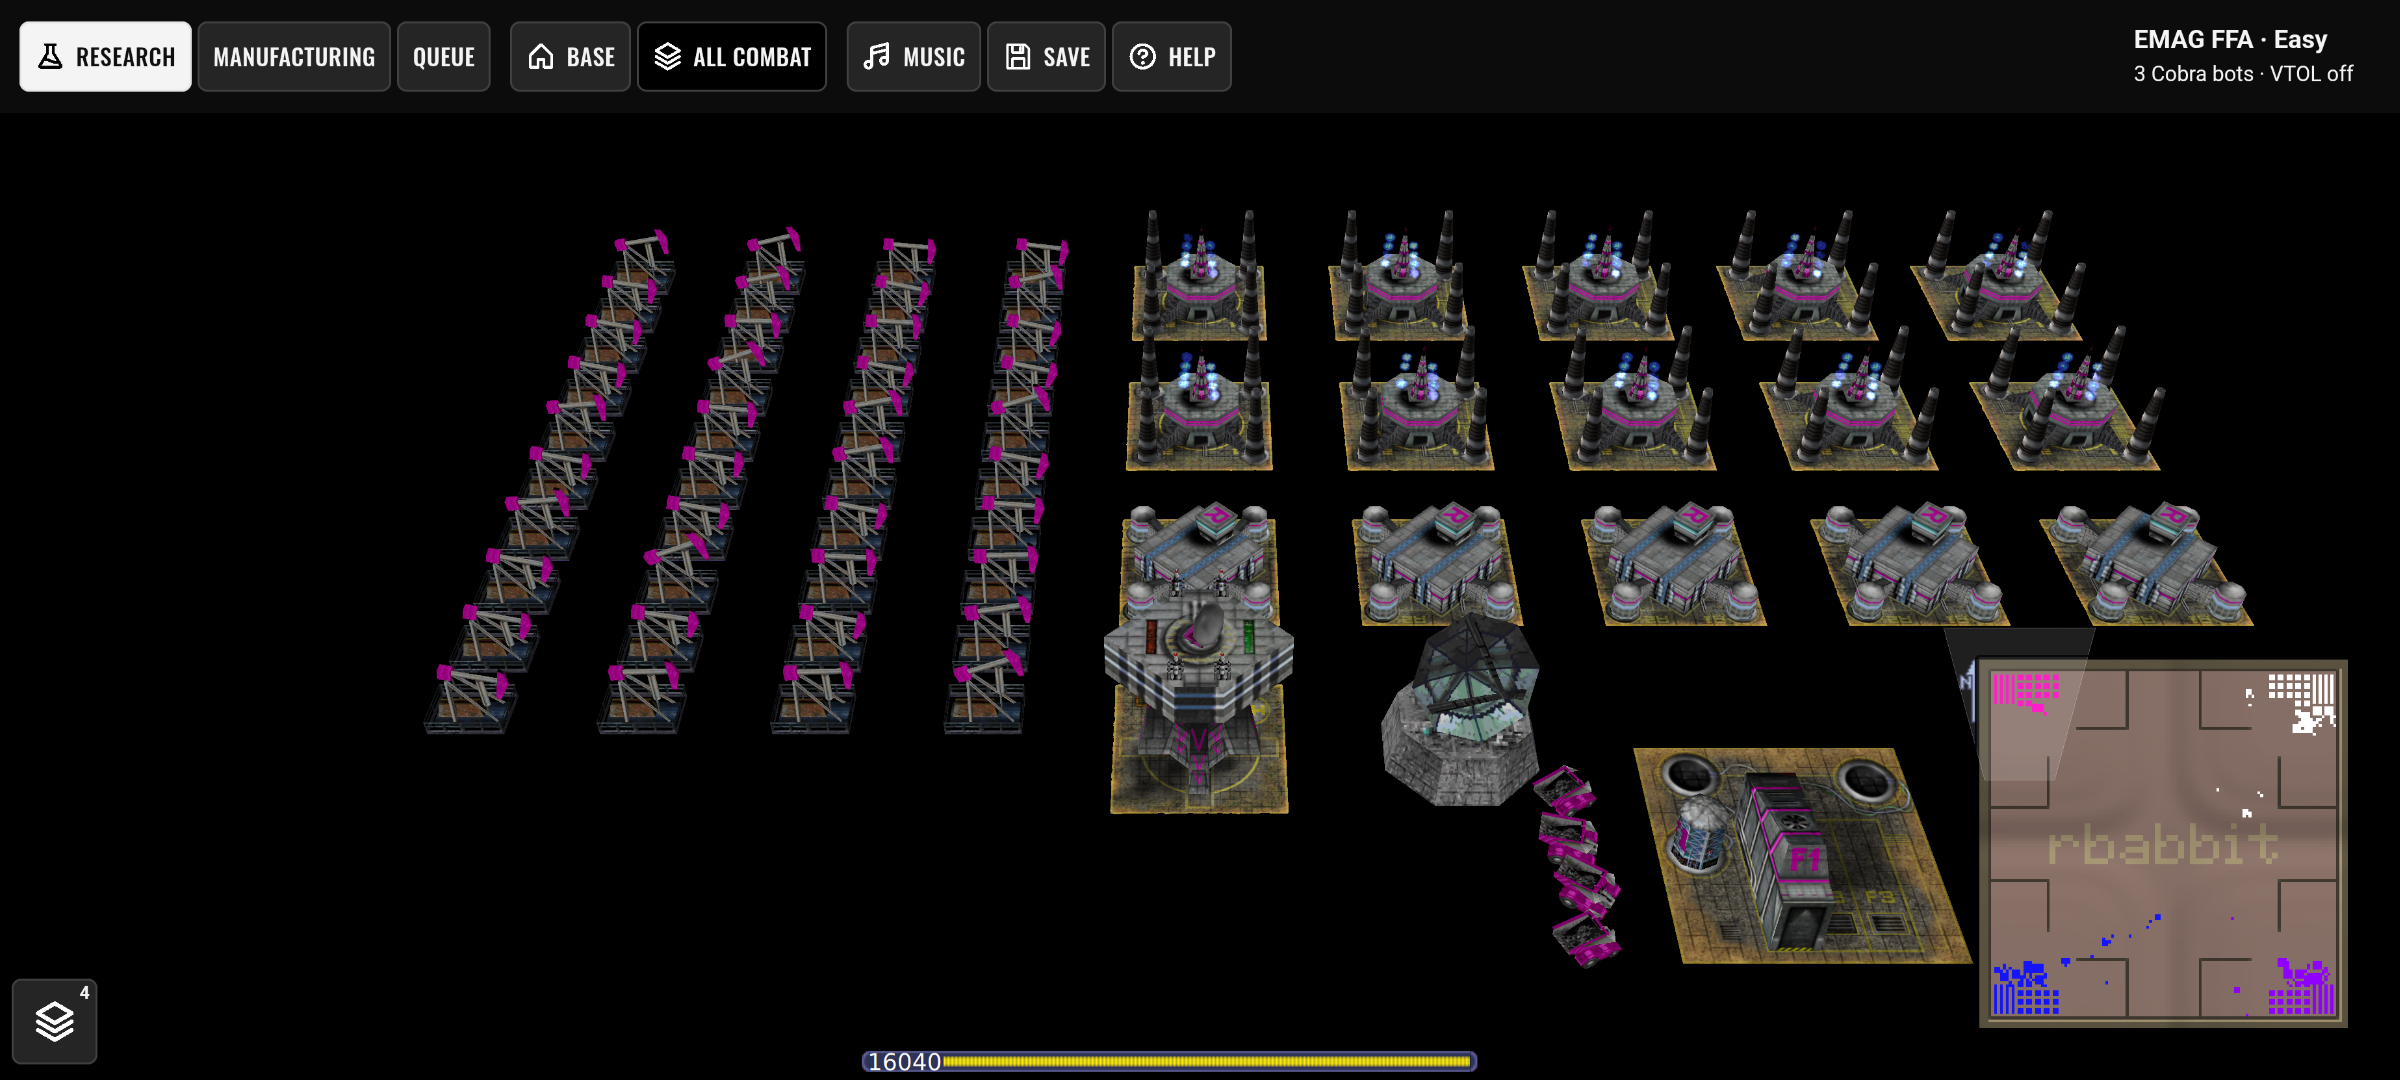 RESEARCH
MANUFACTURING
QUEUE
BASE
ALL COMBAT
MUSIC
SAVE
HELP
EMAG FFA · Easy
3 Cobra bots · VTOL off
R
R
R
R
R
H
F1
F3
N
rbabbit
4
16040